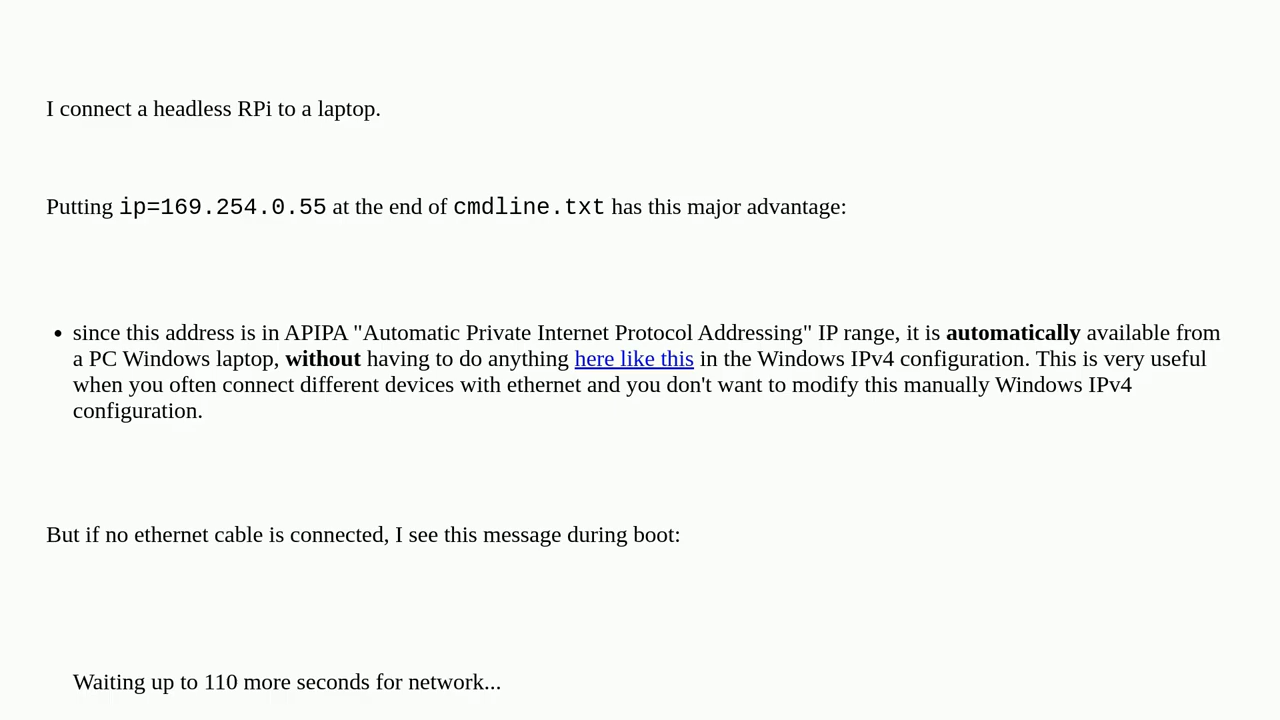 I connect a headless RPi to a laptop.
Putting ip=169.254.0.55 at the end of cmdline.txt has this major advantage:
• since this address is in APIPA "Automatic Private Internet Protocol Addressing" IP range, it is automatically available from
a PC Windows laptop, without having to do anything here like this in the Windows IPv4 configuration. This is very useful
when you often connect different devices with ethernet and you don't want to modify this manually Windows IPv4
configuration.
But if no ethernet cable is connected, I see this message during boot:
Waiting up to 110 more seconds for network...